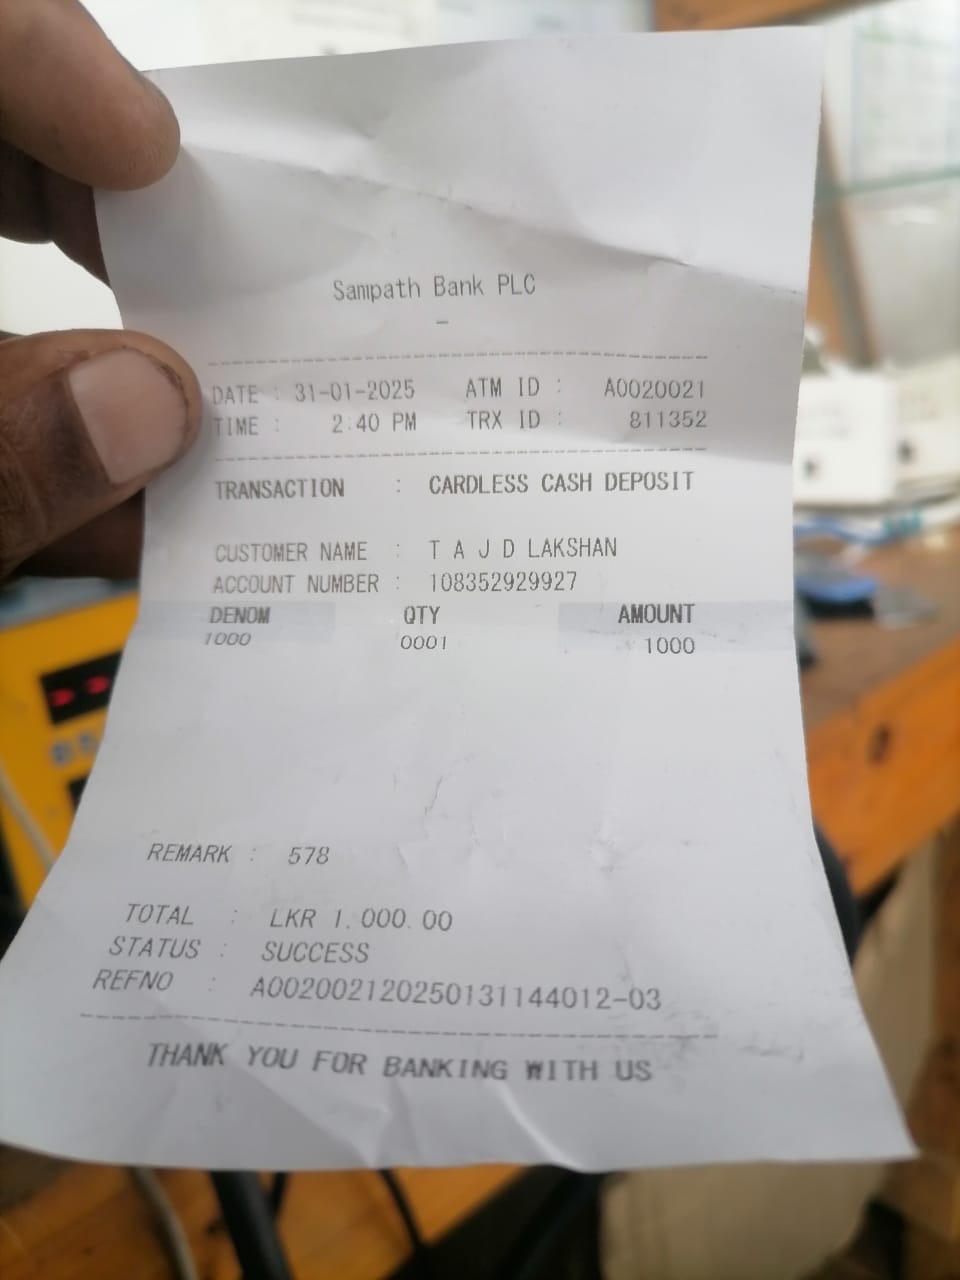 Sampath Bank PLC
-
DATE : 31-01-2025 ATM ID : A0020021
TIME : 2:40 PM TRX ID : 811352
TRANSACTION : CARDLESS CASH DEPOSIT
CUSTOMER NAME : T A J D LAKSHAN
ACCOUNT NUMBER : 108352929927
DENOM QTY AMOUNT
1000 0001 1000
REMARK : 578
TOTAL : LKR 1,000.00
STATUS : SUCCESS
REFNO : A002002120250131144012-03
THANK YOU FOR BANKING WITH US